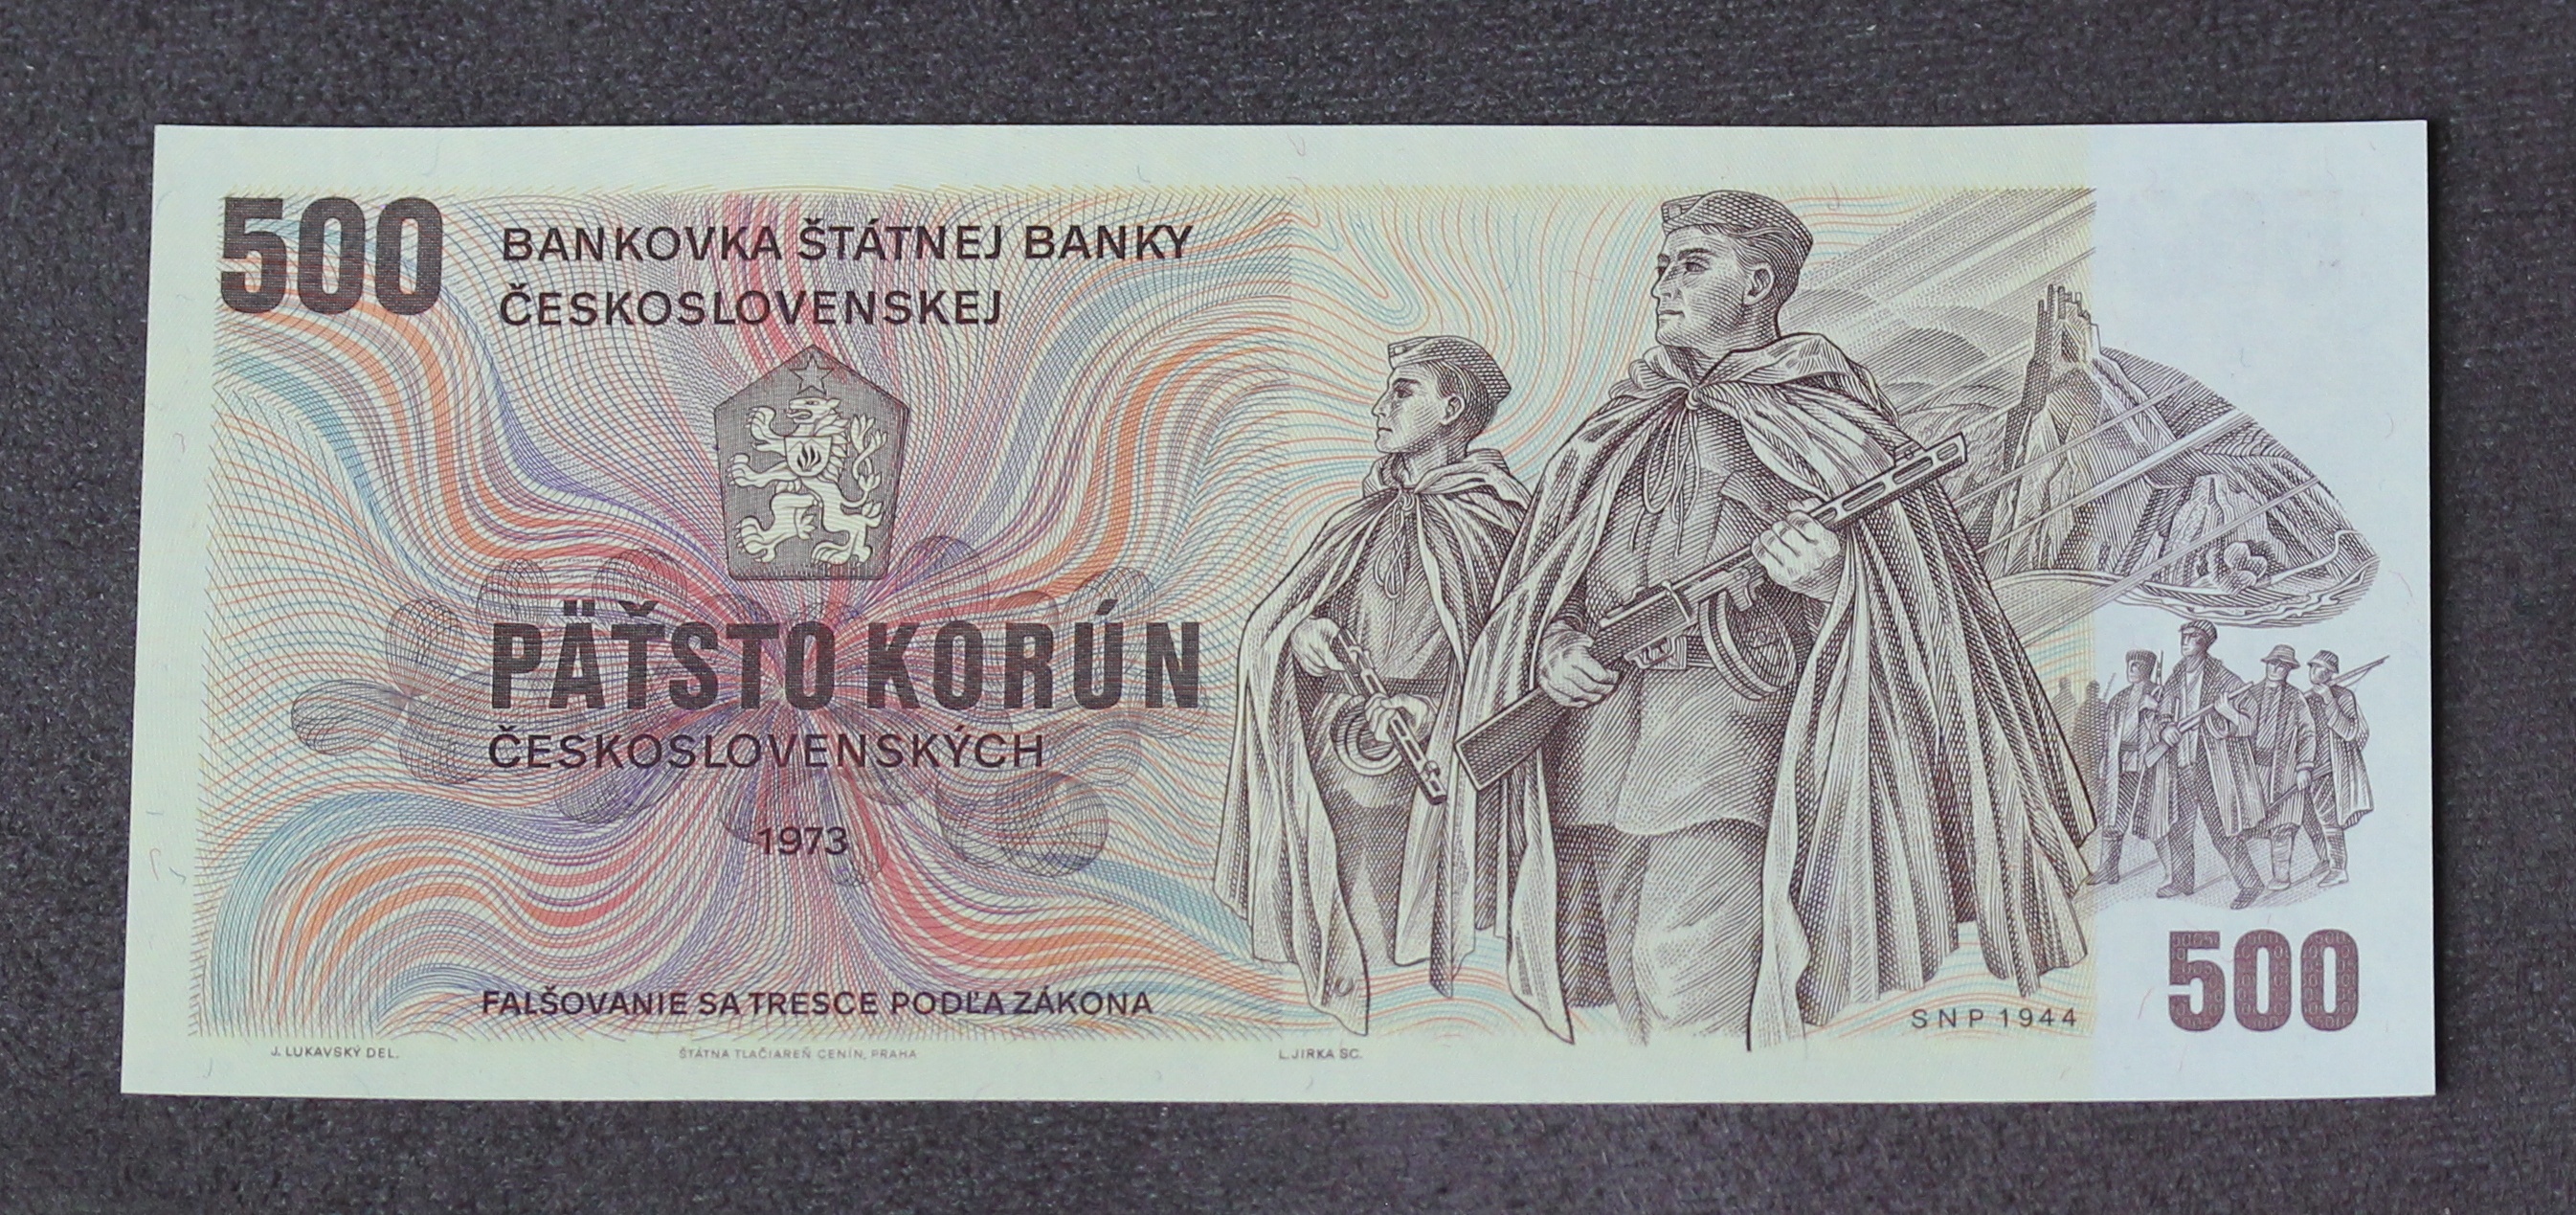 500
BANKOVKA ŠTÁTNEJ BANKY
ČESKOSLOVENSKEJ
PÄŤSTO KORÚN
ČESKOSLOVENSKÝCH
1973
FALŠOVANIE SA TRESCE PODĽA ZÁKONA
SNP 1944
500
J. LUKAVSKÝ DEL.
ŠTÁTNA TLAČIAREŇ CENÍN, PRAHA
L. JIRKA SC.